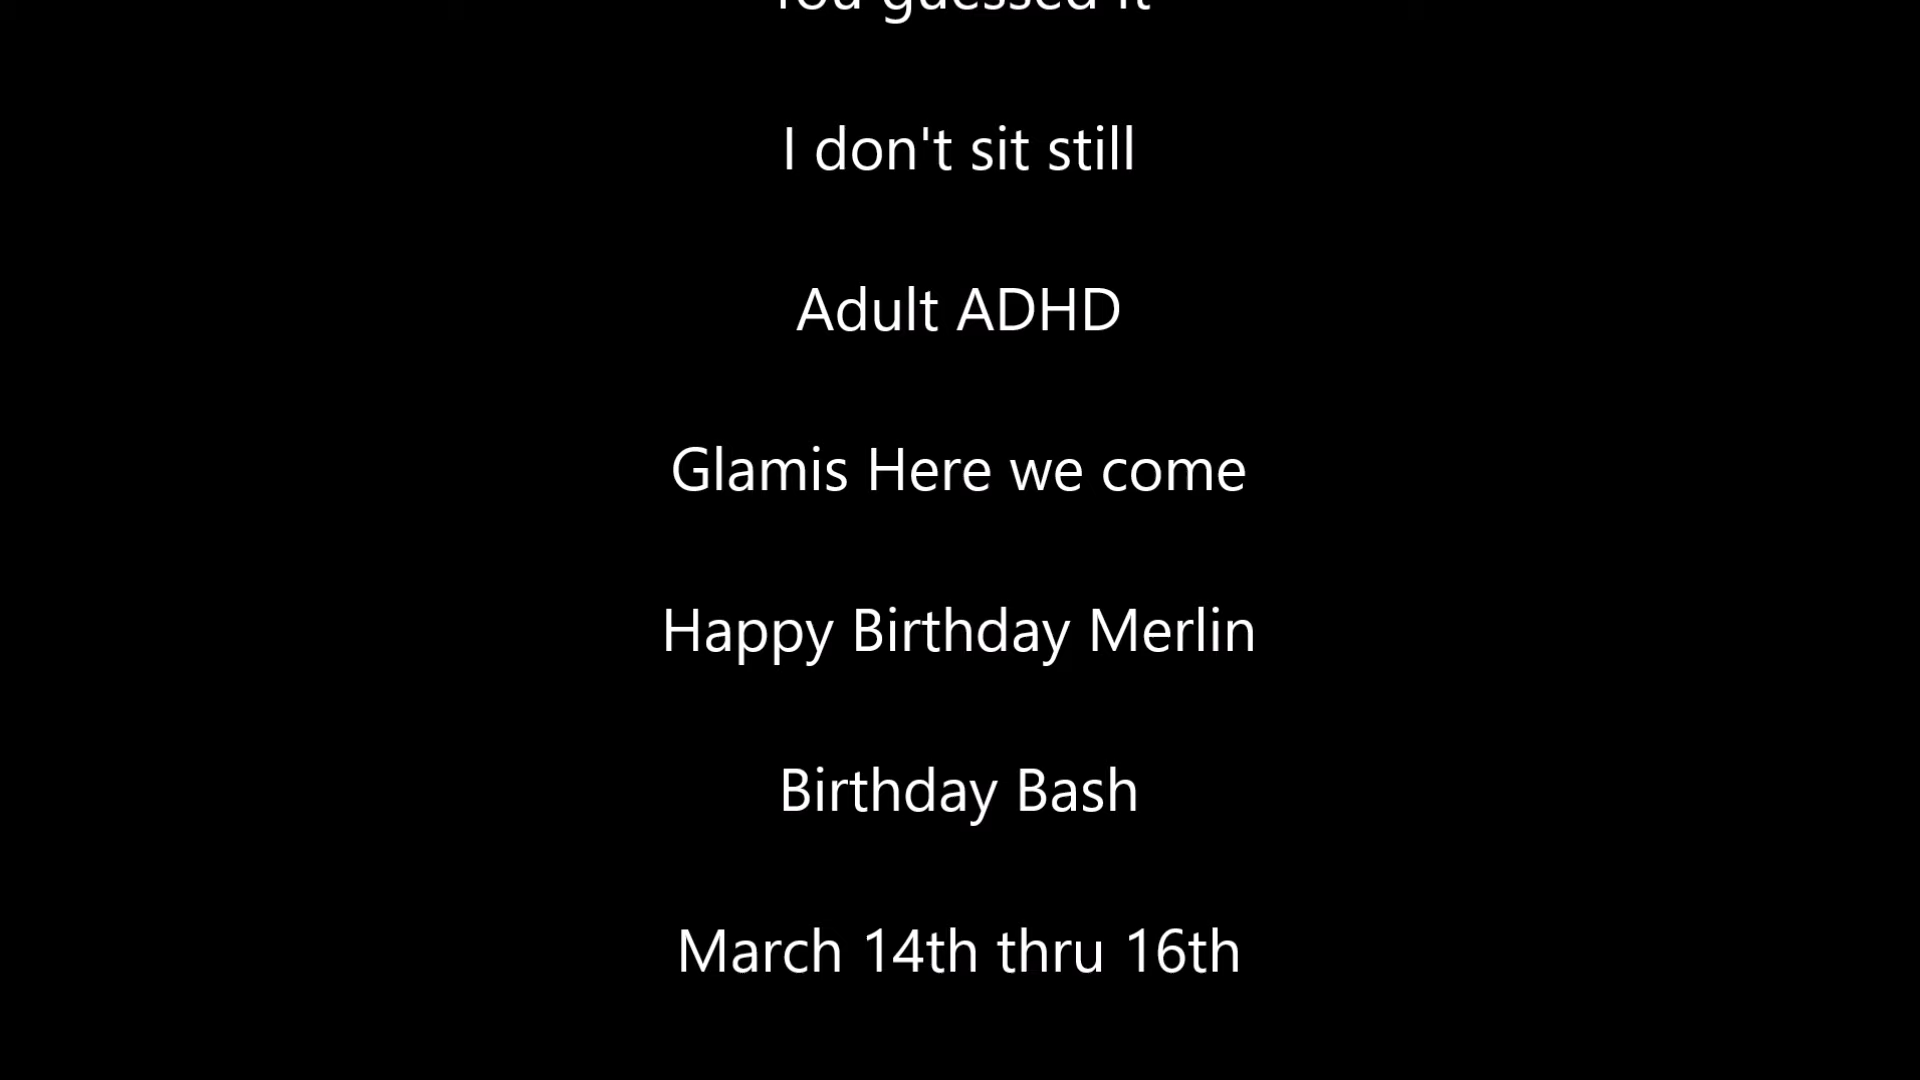 You guessed it
I don't sit still
Adult ADHD
Glamis Here we come
Happy Birthday Merlin
Birthday Bash
March 14th thru 16th